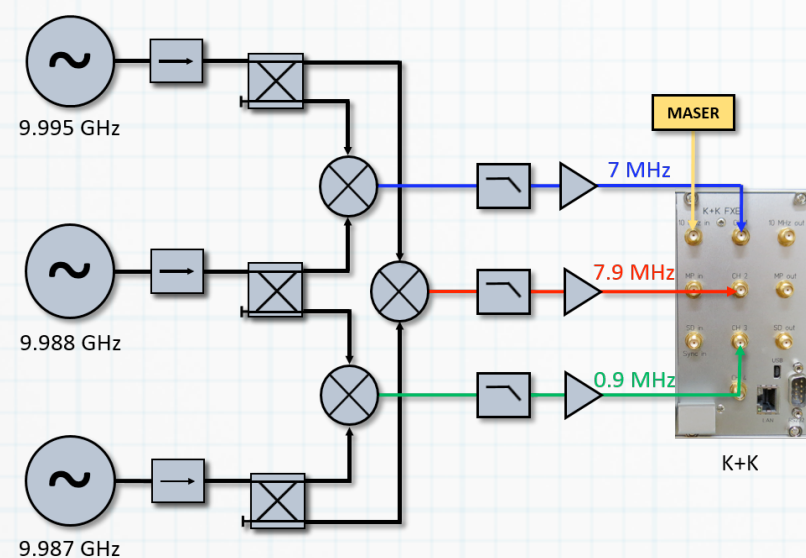 9.995 GHz
MASER
7 MHz
K+K FXE
10 MHz out
7.9 MHz
MP in
CH 2
MP out
9.988 GHz
SD in
CH 3
SD out
Sync in
USB
0.9 MHz
LAN
K+K
9.987 GHz